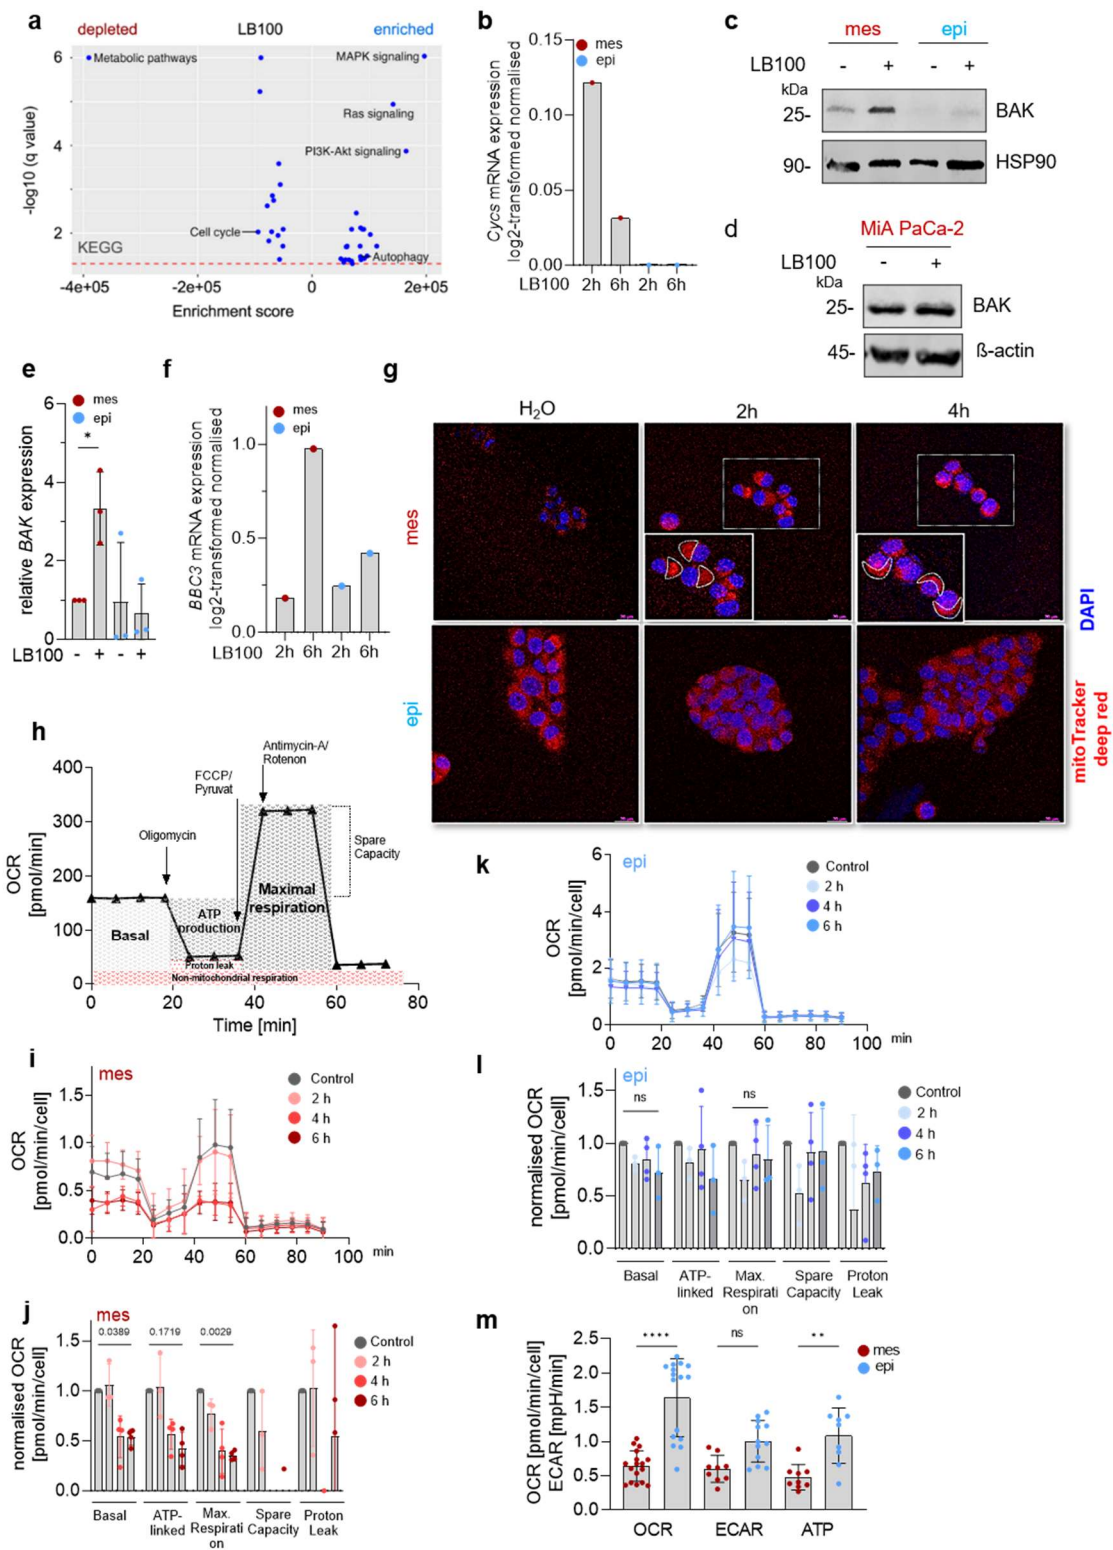 a
depleted
LB100
enriched
6
4
2
-log10 (q value)
Metabolic pathways
MAPK signaling
Ras signaling
PI3K-Akt signaling
Cell cycle
Autophagy
KEGG
-4e+05
-2e+05
0
2e+05
Enrichment score
b
mes
epi
Cycs mRNA expression
log2-transformed normalised
0.15
0.10
0.05
0.00
LB100 2h 6h 2h 6h
c
mes epi
LB100 - + - +
kDa
25-
BAK
90-
HSP90
d
MiA PaCa-2
LB100 - +
kDa
25-
BAK
45-
ß-actin
e
mes
epi
relative BAK expression
6
4
2
0
*
LB100 - + - +
f
mes
epi
BBC3 mRNA expression
log2-transformed normalised
1.0
0.5
0.0
LB100 2h 6h 2h 6h
g
H2O
2h
4h
mes
epi
DAPI
mitoTracker
deep red
h
OCR
[pmol/min]
400
300
200
100
0
Oligomycin
FCCP/
Pyruvat
Antimycin-A/
Rotenon
Spare
Capacity
Basal
ATP
production
Maximal
respiration
Proton leak
Non-mitochondrial respiration
0 20 40 60 80
Time [min]
i
mes
OCR
[pmol/min/cell]
1.5
1.0
0.5
0.0
Control
2 h
4 h
6 h
0 20 40 60 80 100 min
j
mes
normalised OCR
[pmol/min/cell]
1.5
1.0
0.5
0.0
0.0389 0.1719 0.0029
Control
2 h
4 h
6 h
Basal
ATP-
linked
Max.
Respirati
on
Spare
Capacity
Proton
Leak
k
epi
OCR
[pmol/min/cell]
6
4
2
0
Control
2 h
4 h
6 h
0 20 40 60 80 100 min
l
epi
normalised OCR
[pmol/min/cell]
1.5
1.0
0.5
0.0
ns
ns
Control
2 h
4 h
6 h
Basal
ATP-
linked
Max.
Respirati
on
Spare
Capacity
Proton
Leak
m
OCR [pmol/min/cell]
ECAR [mpH/min]
2.5
2.0
1.5
1.0
0.5
0.0
****
ns
**
mes
epi
OCR ECAR ATP